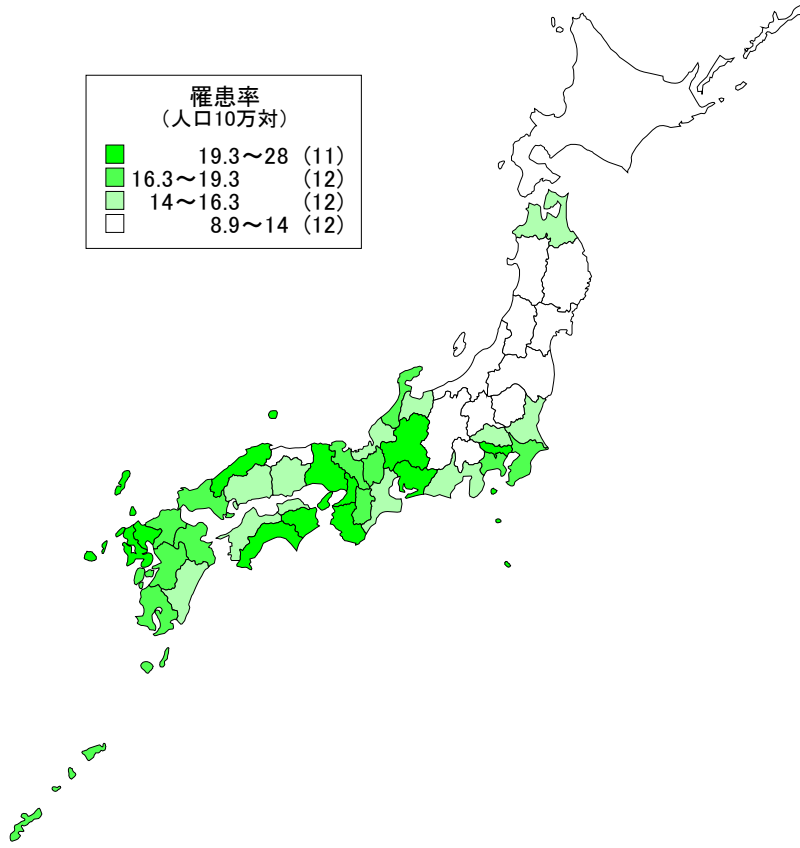 罹患率
（人口10万対）
19.3～28 （11）
16.3～19.3 （12）
14～16.3 （12）
8.9～14 （12）